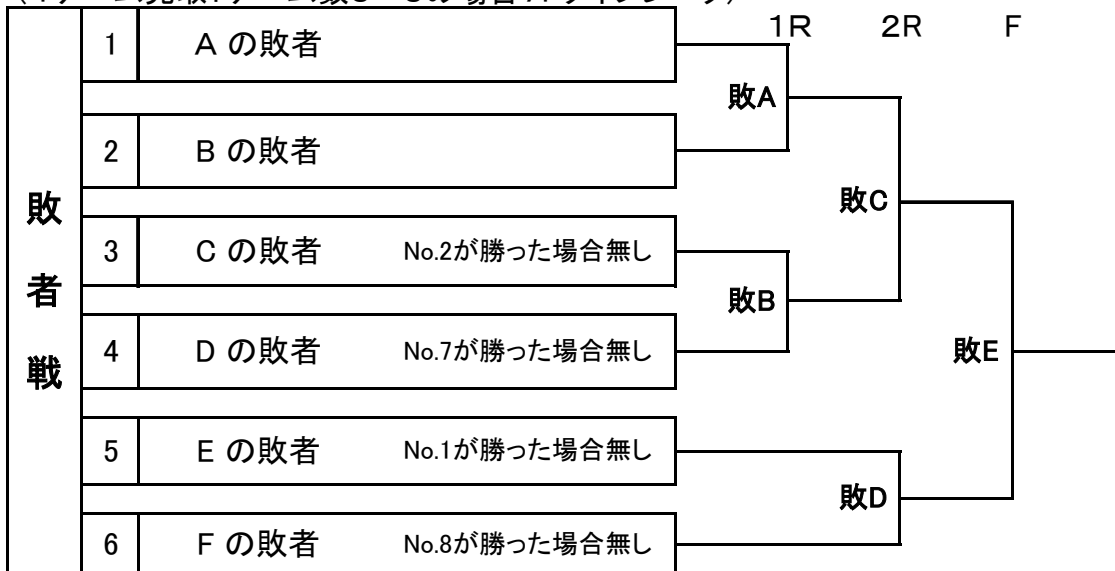 1R 2R F
1 A の敗者
敗A
2 B の敗者
敗C
3 C の敗者 No.2が勝った場合無し
敗B
4 D の敗者 No.7が勝った場合無し
敗E
5 E の敗者 No.1が勝った場合無し
敗D
6 F の敗者 No.8が勝った場合無し
敗者戦